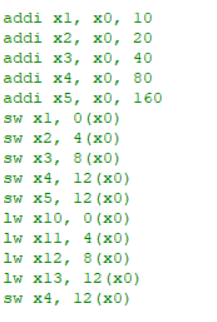 addi x1, x0, 10
addi x2, x0, 20
addi x3, x0, 40
addi x4, x0, 80
addi x5, x0, 160
sw x1, 0(x0)
sw x2, 4(x0)
sw x3, 8(x0)
sw x4, 12(x0)
sw x5, 12(x0)
lw x10, 0(x0)
lw x11, 4(x0)
lw x12, 8(x0)
lw x13, 12(x0)
sw x4, 12(x0)